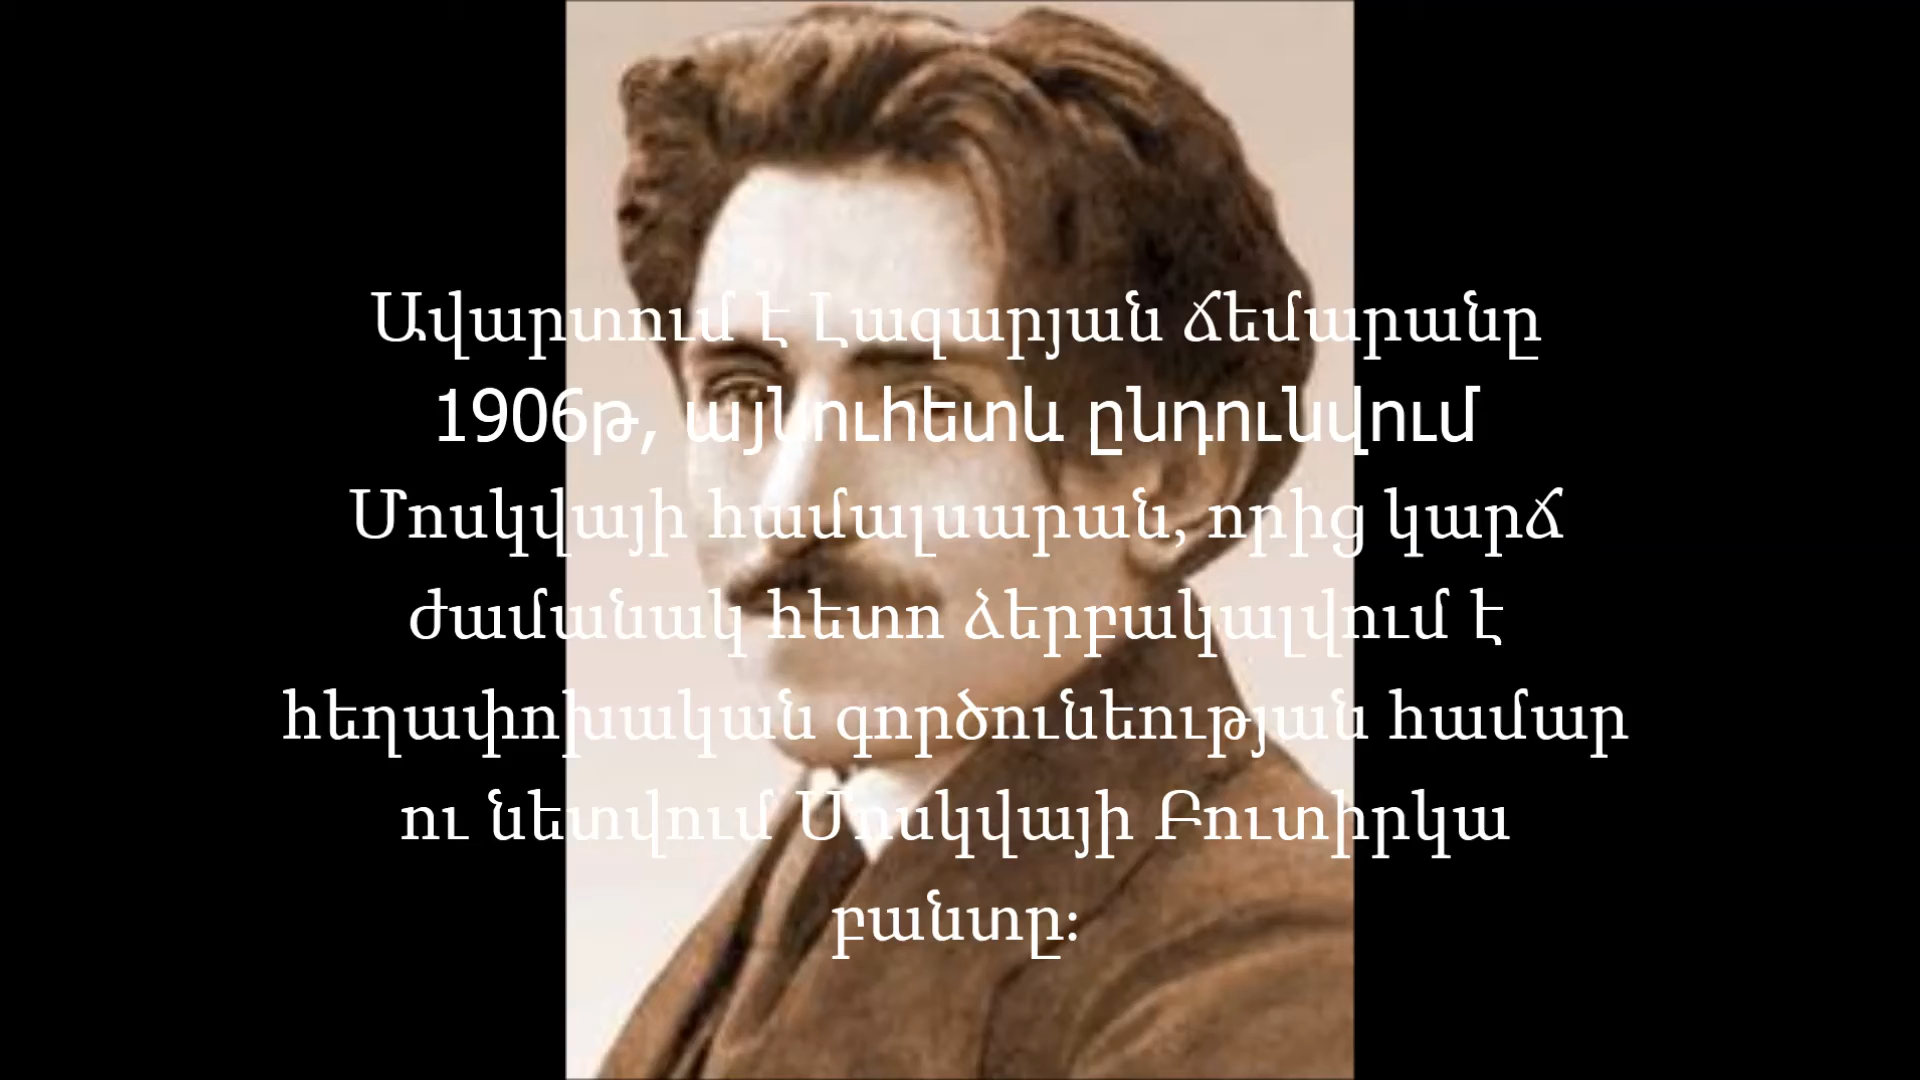 Ավարտում է Լազարյան ճեմարանը
1906թ, այնուհետև ընդունվում
Մոսկվայի համալսարան, որից կարճ
ժամանակ հետո ձերբակալվում է
հեղափոխական գործունեության համար
ու նետվում Մոսկվայի Բուտիրկա
բանտը։